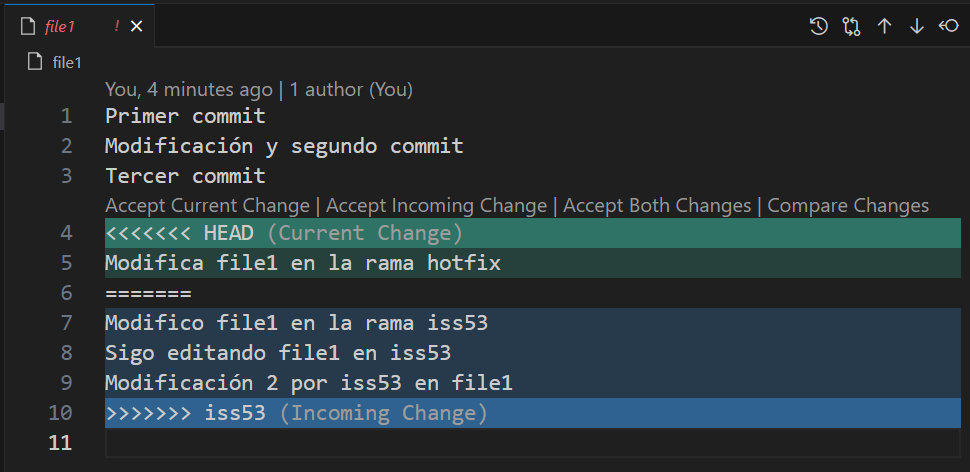 file1 !
file1
You, 4 minutes ago | 1 author (You)
1 Primer commit
2 Modificación y segundo commit
3 Tercer commit
Accept Current Change | Accept Incoming Change | Accept Both Changes | Compare Changes
4 <<<<<<< HEAD (Current Change)
5 Modifica file1 en la rama hotfix
6 =======
7 Modifico file1 en la rama iss53
8 Sigo editando file1 en iss53
9 Modificación 2 por iss53 en file1
10 >>>>>>> iss53 (Incoming Change)
11